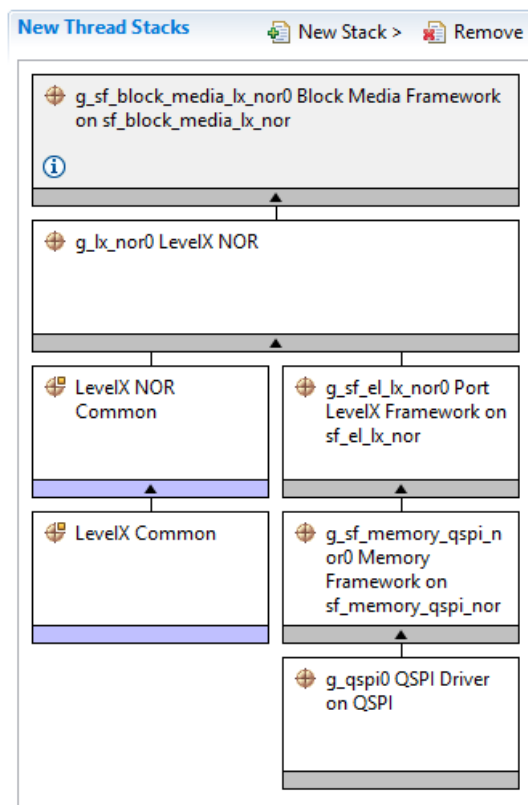 New Thread Stacks
New Stack >
Remove
g_sf_block_media_lx_nor0 Block Media Framework
on sf_block_media_lx_nor
g_lx_nor0 LevelX NOR
LevelX NOR
Common
g_sf_el_lx_nor0 Port
LevelX Framework on
sf_el_lx_nor
LevelX Common
g_sf_memory_qspi_n
or0 Memory
Framework on
sf_memory_qspi_nor
g_qspi0 QSPI Driver
on QSPI